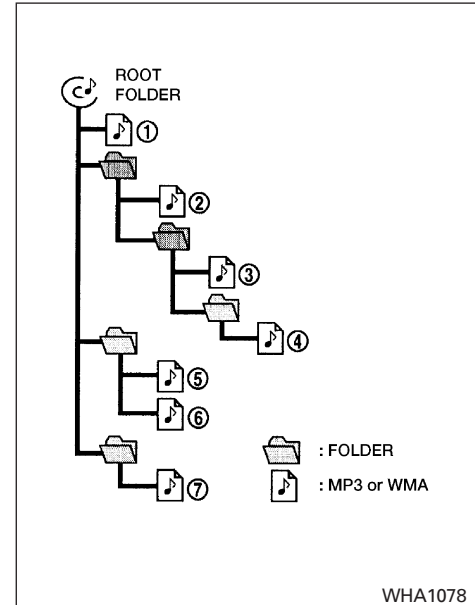 ROOT
FOLDER
①
②
③
④
⑤
⑥
⑦
: FOLDER
: MP3 or WMA
WHA1078